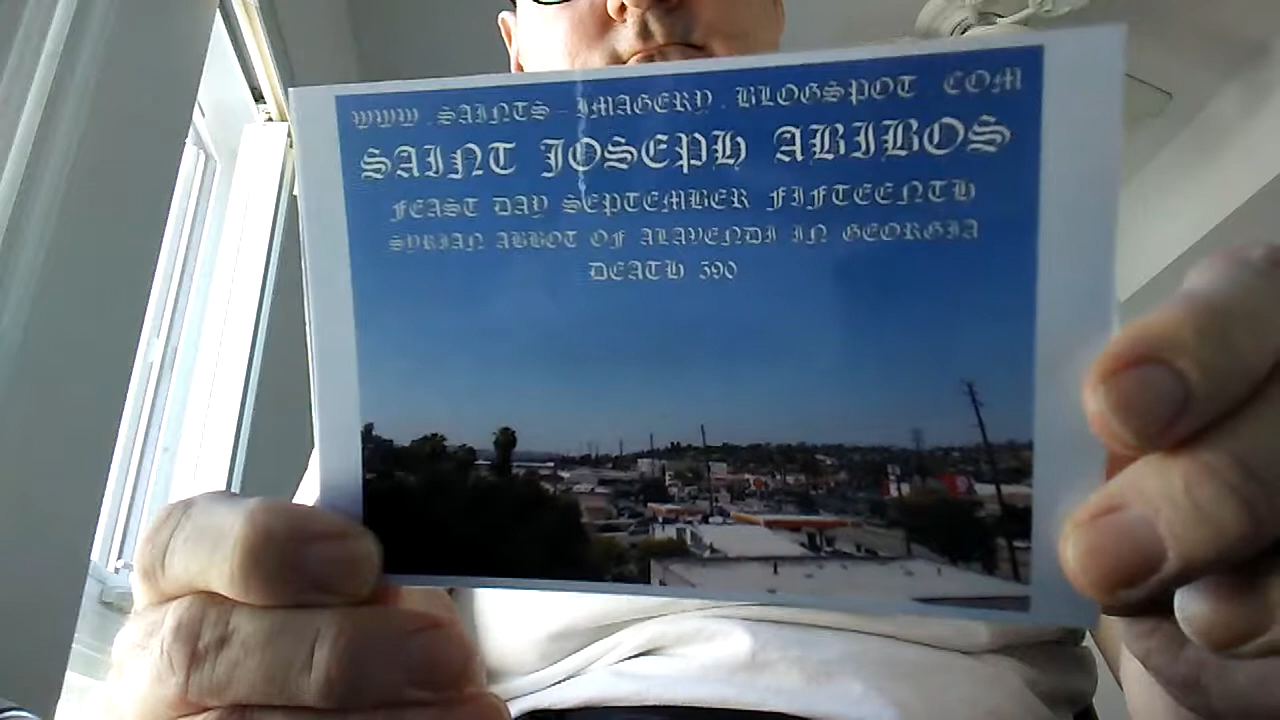 WWW.SAINTS-IMAGERY.BLOGSPOT.COM
SAINT JOSEPH ABIBOS
FEAST DAY SEPTEMBER FIFTEENTH
SYRIAN ABBOT OF ALAVENDI IN GEORGIA
DEATH 590